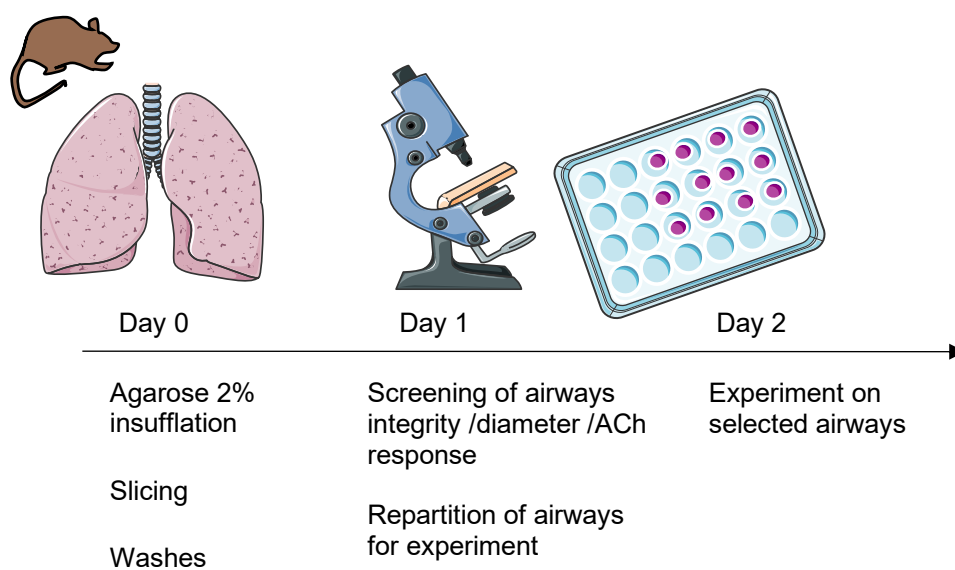 Day 0
Day 1
Day 2
Agarose 2%
insufflation
Slicing
Washes
Screening of airways
integrity /diameter /ACh
response
Repartition of airways
for experiment
Experiment on
selected airways